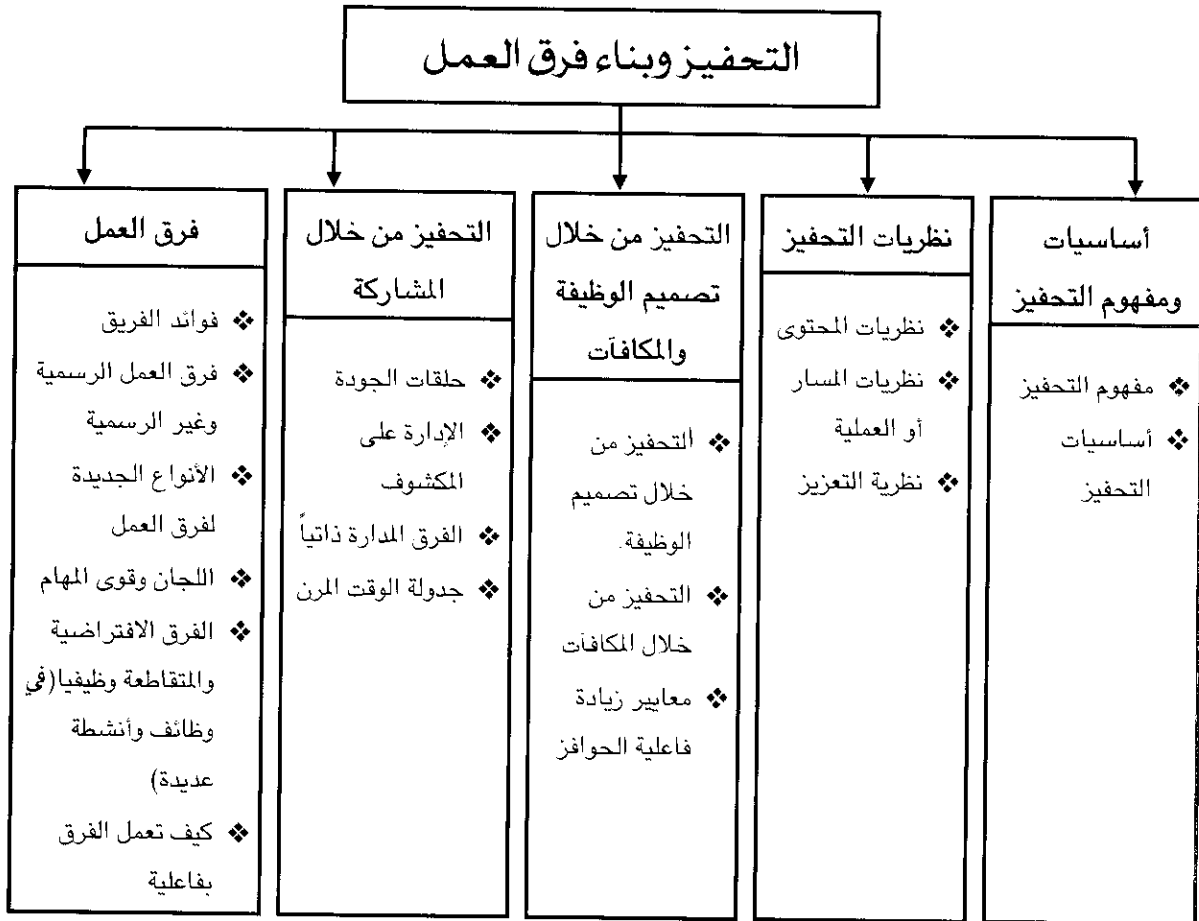 التحفيز وبناء فرق العمل
أساسيات
ومفهوم التحفيز
❖ مفهوم التحفيز
❖ أساسيات
التحفيز
نظريات التحفيز
❖ نظريات المحتوى
❖ نظريات المسار
أو العملية
❖ نظرية التعزيز
التحفيز من خلال
تصميم الوظيفة
والمكافآت
❖ التحفيز من
خلال تصميم
الوظيفة.
❖ التحفيز من
خلال المكافآت
❖ معايير زيادة
فاعلية الحوافز
التحفيز من خلال
المشاركة
❖ حلقات الجودة
❖ الإدارة على
المكشوف
❖ الفرق المدارة ذاتياً
❖ جدولة الوقت المرن
فرق العمل
❖ فوائد الفريق
❖ فرق العمل الرسمية
وغير الرسمية
❖ الأنواع الجديدة
لفرق العمل
❖ اللجان وقوى المهام
❖ الفرق الافتراضية
والمتقاطعة وظيفيا(في
وظائف وأنشطة
عديدة)
❖ كيف تعمل الفرق
بفاعلية